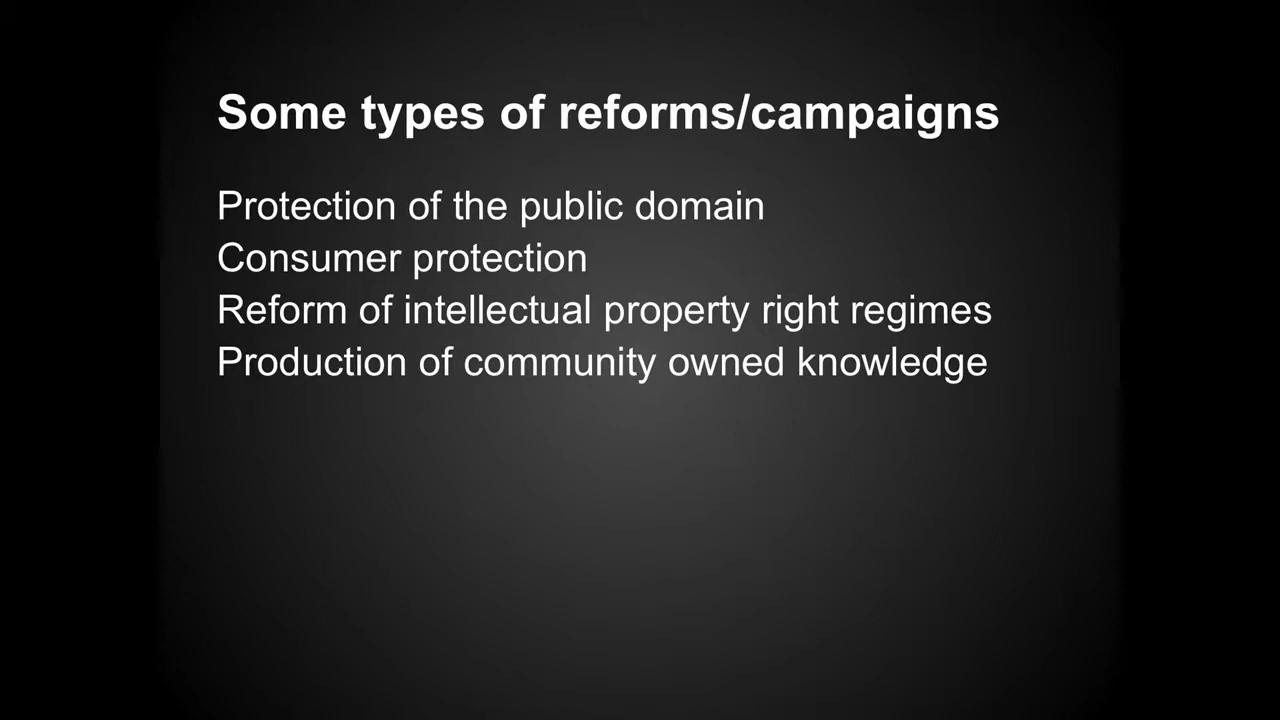 Some types of reforms/campaigns
Protection of the public domain
Consumer protection
Reform of intellectual property right regimes
Production of community owned knowledge